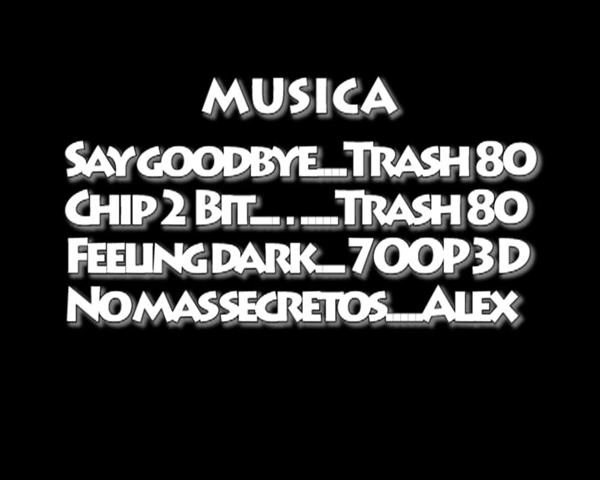 MUSICA
SAY GOODBYE....TRASH 80
CHIP 2 BIT.... . .....TRASH 80
FEELING DARK.... 700P3D
NO MAS SECRETOS.....ALEX